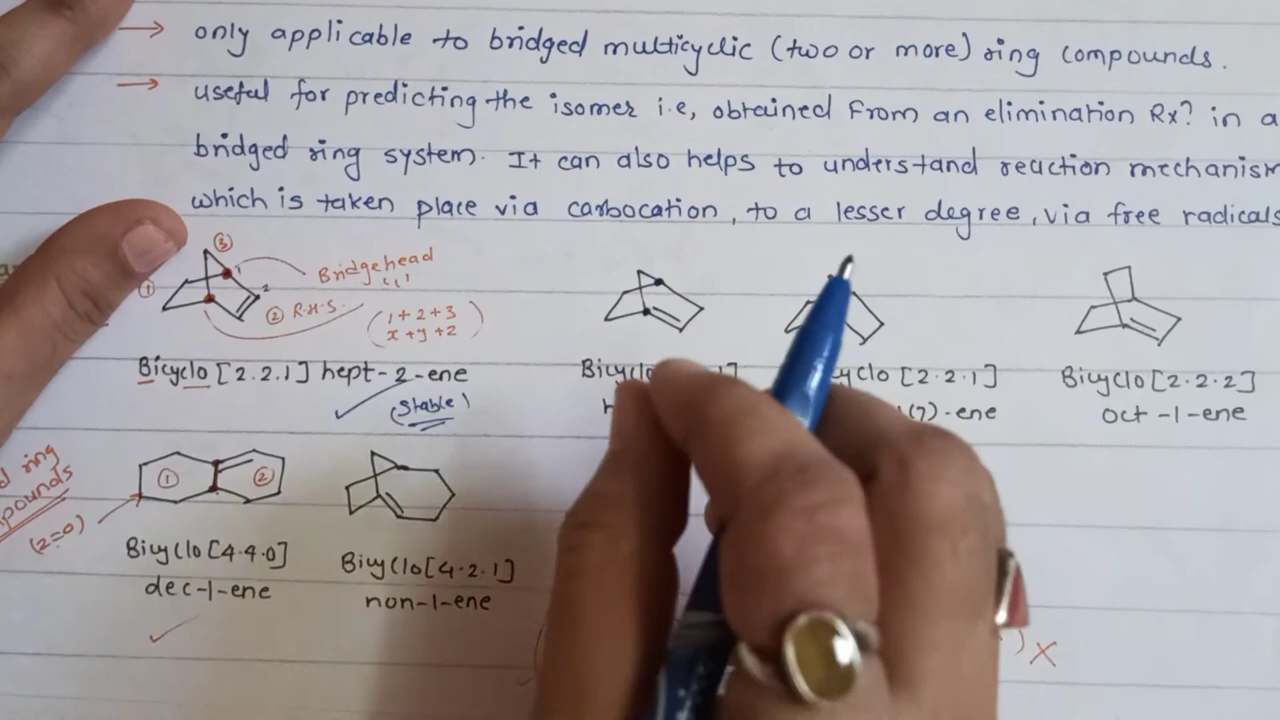 → only applicable to bridged multicyclic (two or more) ring compounds.
→ useful for predicting the isomer i.e, obtained from an elimination Rx? in a
bridged ring system. It can also helps to understand reaction mechanism
which is taken place via carbocation, to a lesser degree, via free radicals
③
① 1 Bridgehead
2
② R.H.S. (1+2+3
x+y+z)
Bicyclo [2.2.1] hept-2-ene
(Stable)
[2.2.1]
(7)-ene
Bicyclo[2.2.2]
oct-1-ene
ring
(z=0)
① ②
Bicyclo[4.4.0]
dec-1-ene
Bicyclo[4.2.1]
non-1-ene
) X